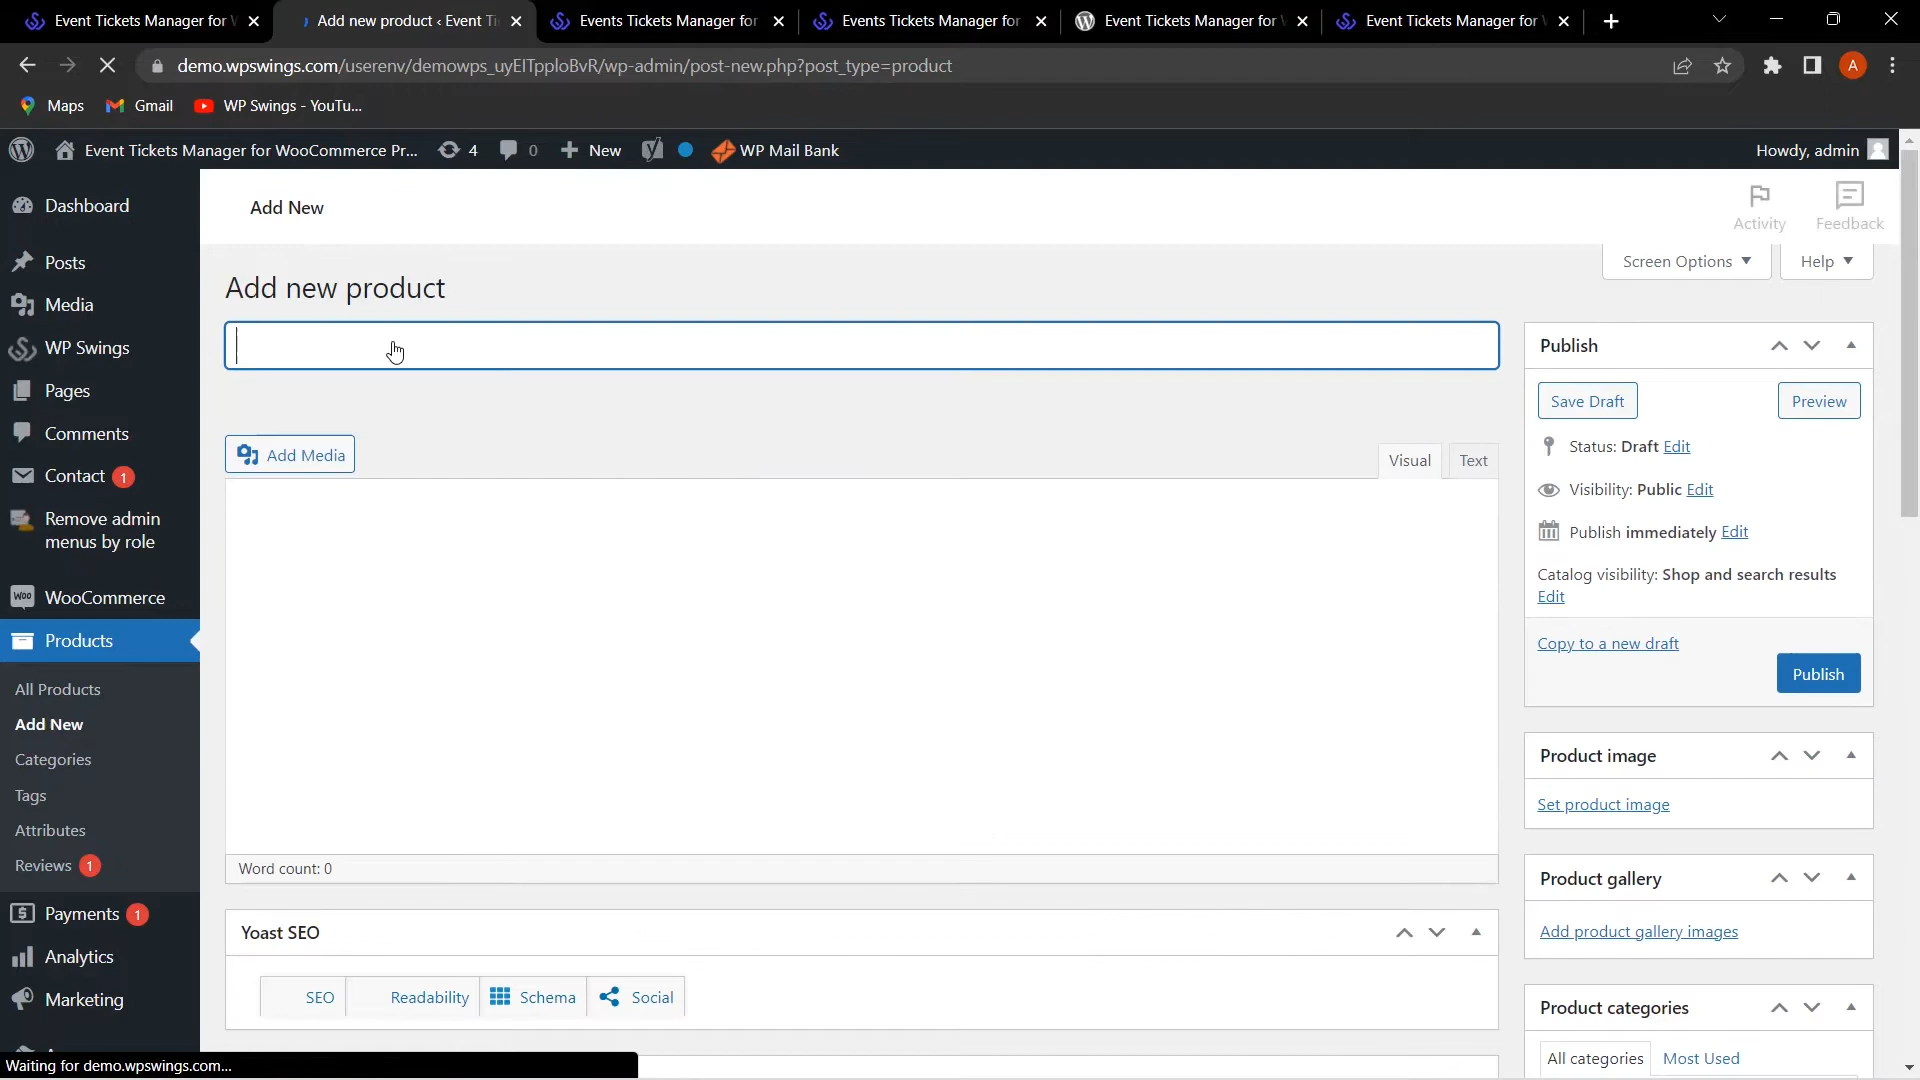 Event Tickets Manager for W
Add new product ‹ Event Ti
Events Tickets Manager for
Events Tickets Manager for
Event Tickets Manager for
Event Tickets Manager for
demo.wpswings.com/userenv/demowps_uyEITpploBvR/wp-admin/post-new.php?post_type=product
A
Maps
Gmail
WP Swings - YouTu...
Event Tickets Manager for WooCommerce Pr...
4
0
New
WP Mail Bank
Howdy, admin
Dashboard
Posts
Media
WP Swings
Pages
Comments
Contact 1
Remove admin
menus by role
WooCommerce
Products
All Products
Add New
Categories
Tags
Attributes
Reviews 1
Payments 1
Analytics
Marketing
Add New
Activity
Feedback
Screen Options
Help
Add new product
Add Media
Visual
Text
Word count: 0
Yoast SEO
SEO
Readability
Schema
Social
Publish
Save Draft
Preview
Status: Draft Edit
Visibility: Public Edit
Publish immediately Edit
Catalog visibility: Shop and search results
Edit
Copy to a new draft
Publish
Product image
Set product image
Product gallery
Add product gallery images
Product categories
All categories
Most Used
Waiting for demo.wpswings.com...